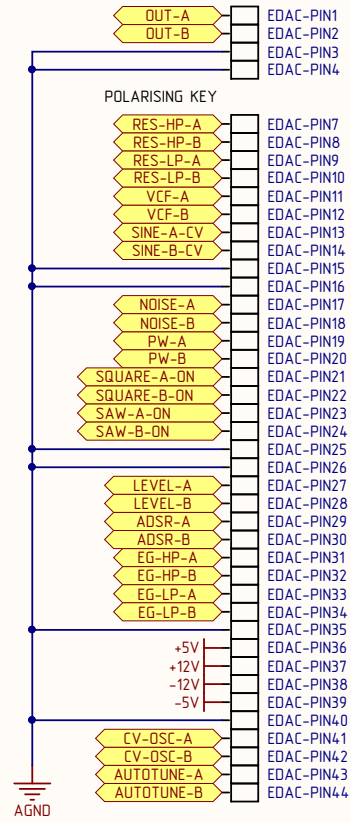 OUT-A EDAC-PIN1
OUT-B EDAC-PIN2
EDAC-PIN3
EDAC-PIN4
POLARISING KEY
RES-HP-A EDAC-PIN7
RES-HP-B EDAC-PIN8
RES-LP-A EDAC-PIN9
RES-LP-B EDAC-PIN10
VCF-A EDAC-PIN11
VCF-B EDAC-PIN12
SINE-A-CV EDAC-PIN13
SINE-B-CV EDAC-PIN14
EDAC-PIN15
EDAC-PIN16
NOISE-A EDAC-PIN17
NOISE-B EDAC-PIN18
PW-A EDAC-PIN19
PW-B EDAC-PIN20
SQUARE-A-ON EDAC-PIN21
SQUARE-B-ON EDAC-PIN22
SAW-A-ON EDAC-PIN23
SAW-B-ON EDAC-PIN24
EDAC-PIN25
EDAC-PIN26
LEVEL-A EDAC-PIN27
LEVEL-B EDAC-PIN28
ADSR-A EDAC-PIN29
ADSR-B EDAC-PIN30
EG-HP-A EDAC-PIN31
EG-HP-B EDAC-PIN32
EG-LP-A EDAC-PIN33
EG-LP-B EDAC-PIN34
EDAC-PIN35
+5V EDAC-PIN36
+12V EDAC-PIN37
-12V EDAC-PIN38
-5V EDAC-PIN39
EDAC-PIN40
CV-OSC-A EDAC-PIN41
CV-OSC-B EDAC-PIN42
AUTOTUNE-A EDAC-PIN43
AUTOTUNE-B EDAC-PIN44
AGND